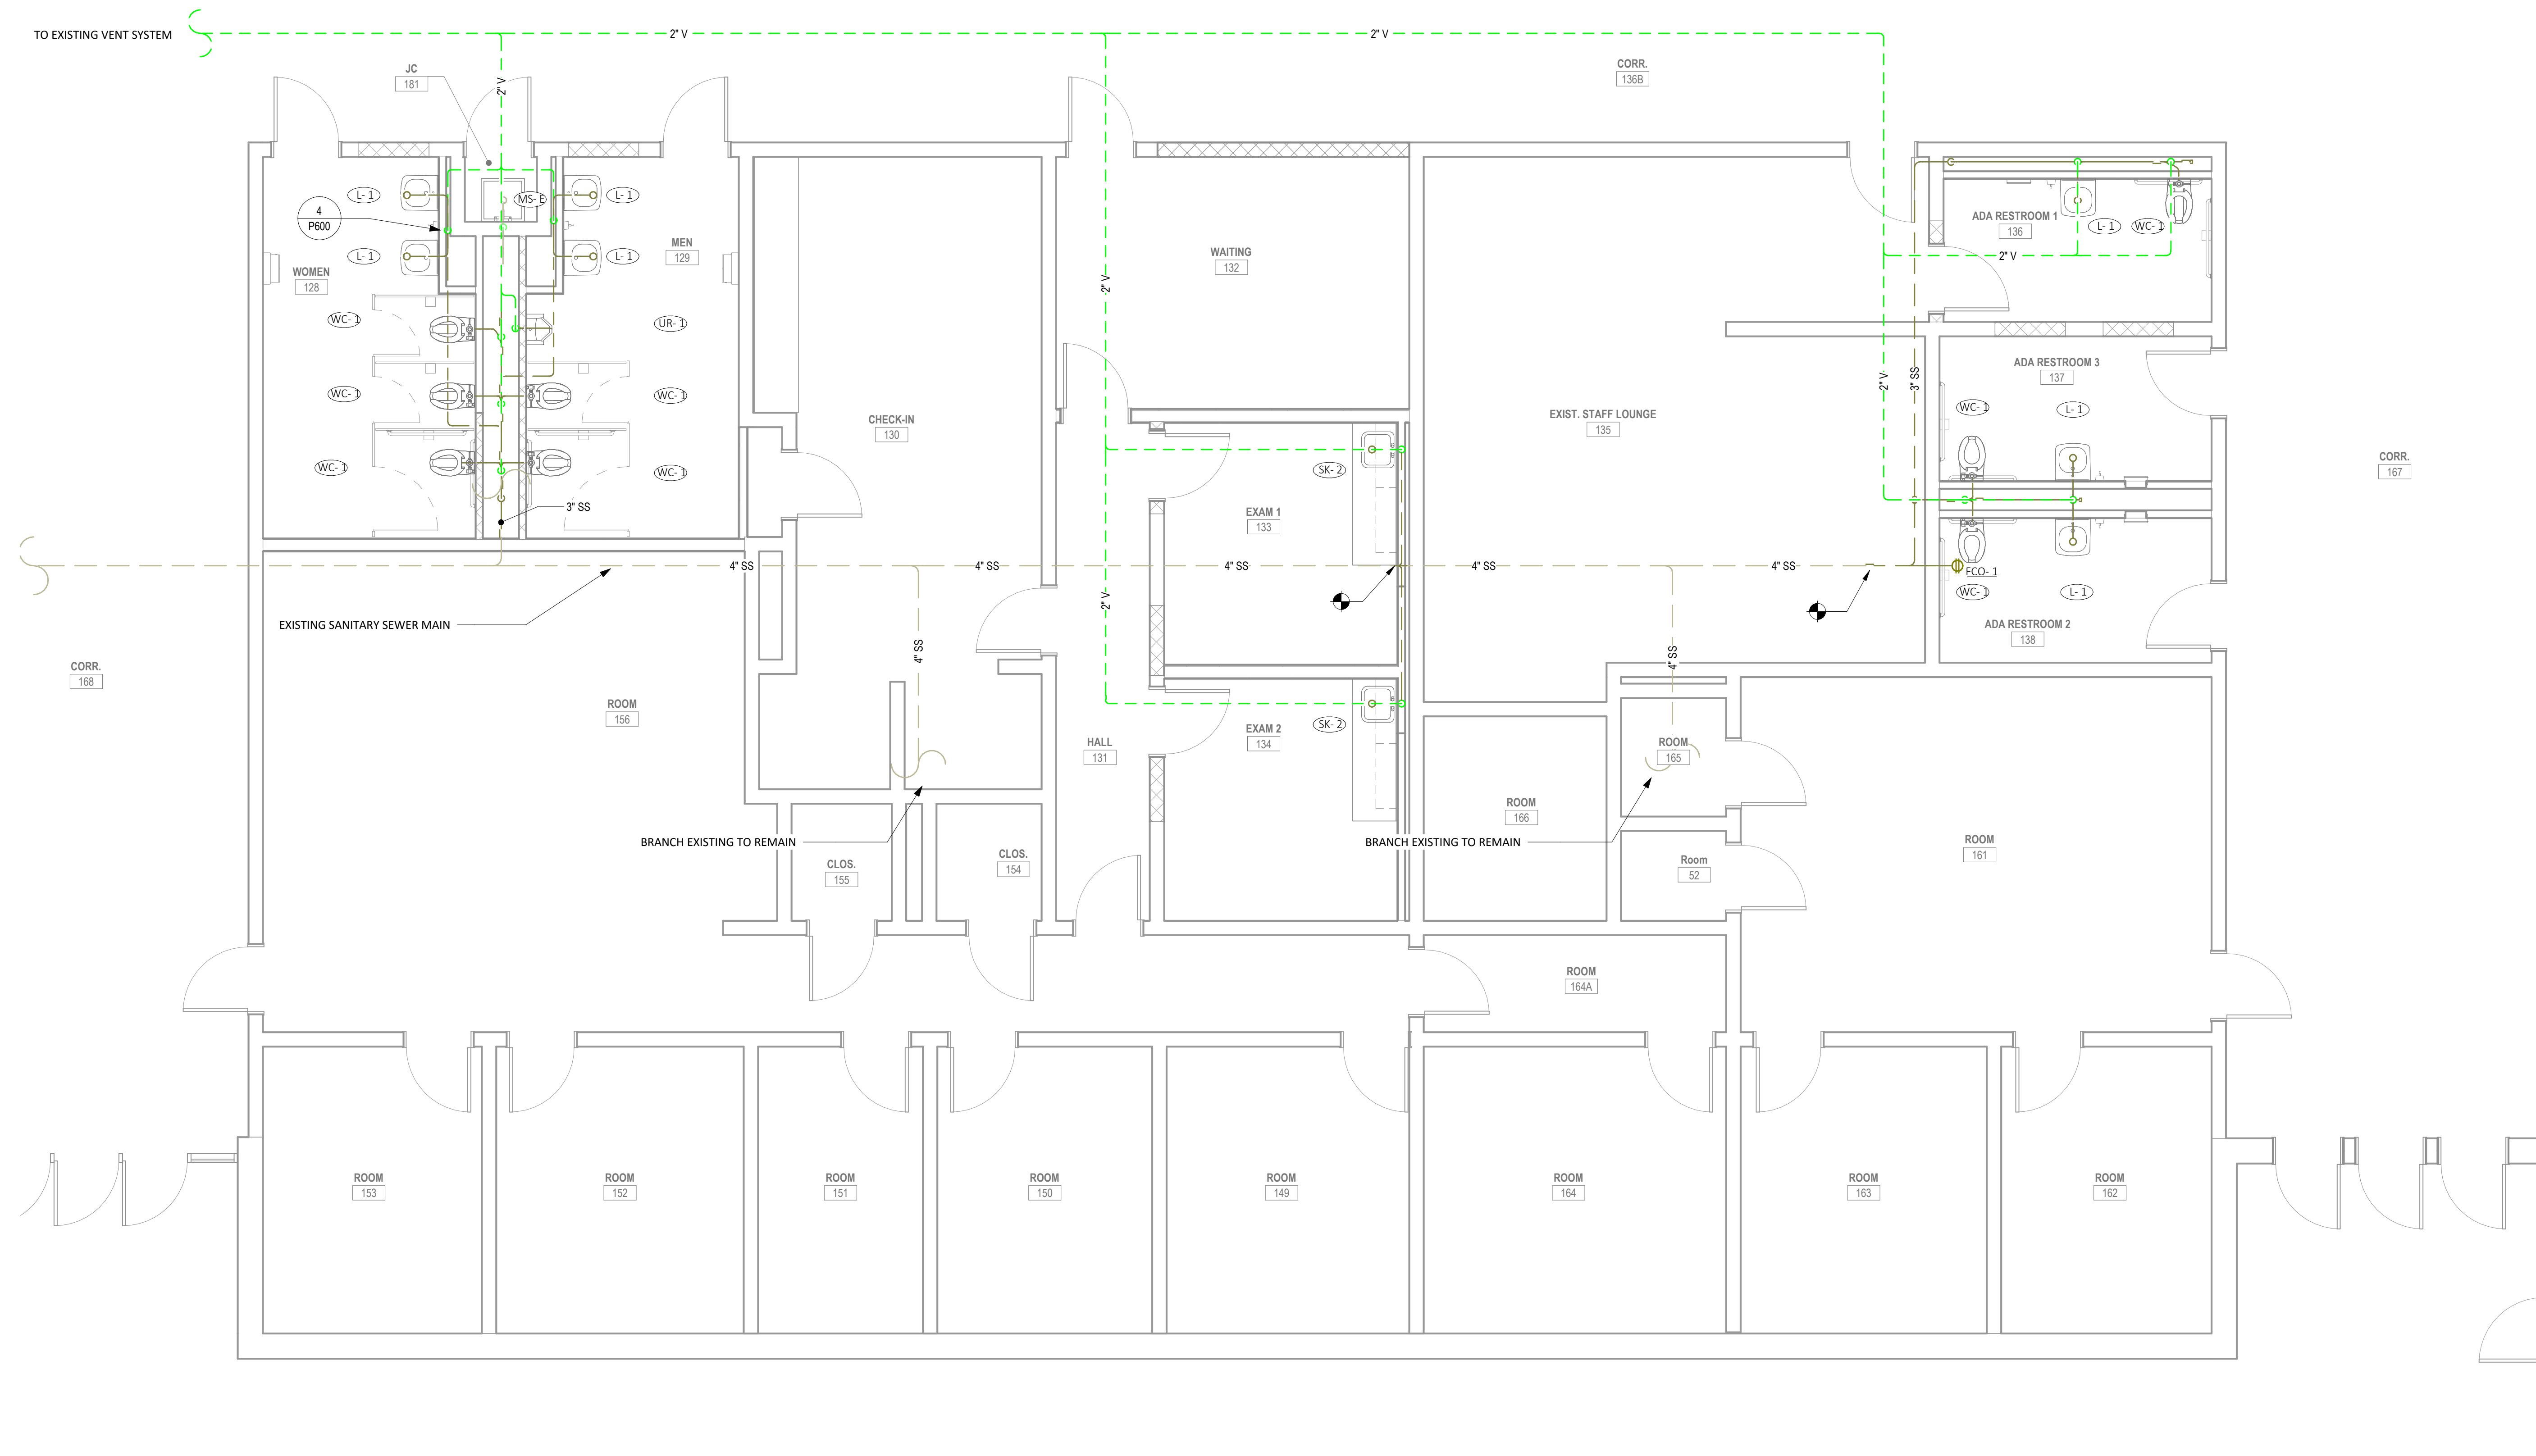 TO EXISTING VENT SYSTEM
2" V
2" V
JC
181
2" V
CORR.
136B
L- 1
MS- E
L- 1
4
P600
L- 1
L- 1
WOMEN
128
MEN
129
WAITING
132
2" V
ADA RESTROOM 1
136
L- 1
WC- 1
2" V
WC- 1
UR- 1
WC- 1
WC- 1
WC- 1
WC- 1
CHECK-IN
130
EXIST. STAFF LOUNGE
135
2" V
3" SS
ADA RESTROOM 3
137
WC- 1
L- 1
CORR.
167
SK- 2
EXAM 1
133
3" SS
4" SS
4" SS
4" SS
4" SS
4" SS
FCO- 1
WC- 1
L- 1
ADA RESTROOM 2
138
2" V
EXISTING SANITARY SEWER MAIN
4" SS
4" SS
CORR.
168
ROOM
156
SK- 2
EXAM 2
134
HALL
131
ROOM
165
ROOM
166
BRANCH EXISTING TO REMAIN
BRANCH EXISTING TO REMAIN
CLOS.
155
CLOS.
154
Room
52
ROOM
161
ROOM
164A
ROOM
153
ROOM
152
ROOM
151
ROOM
150
ROOM
149
ROOM
164
ROOM
163
ROOM
162